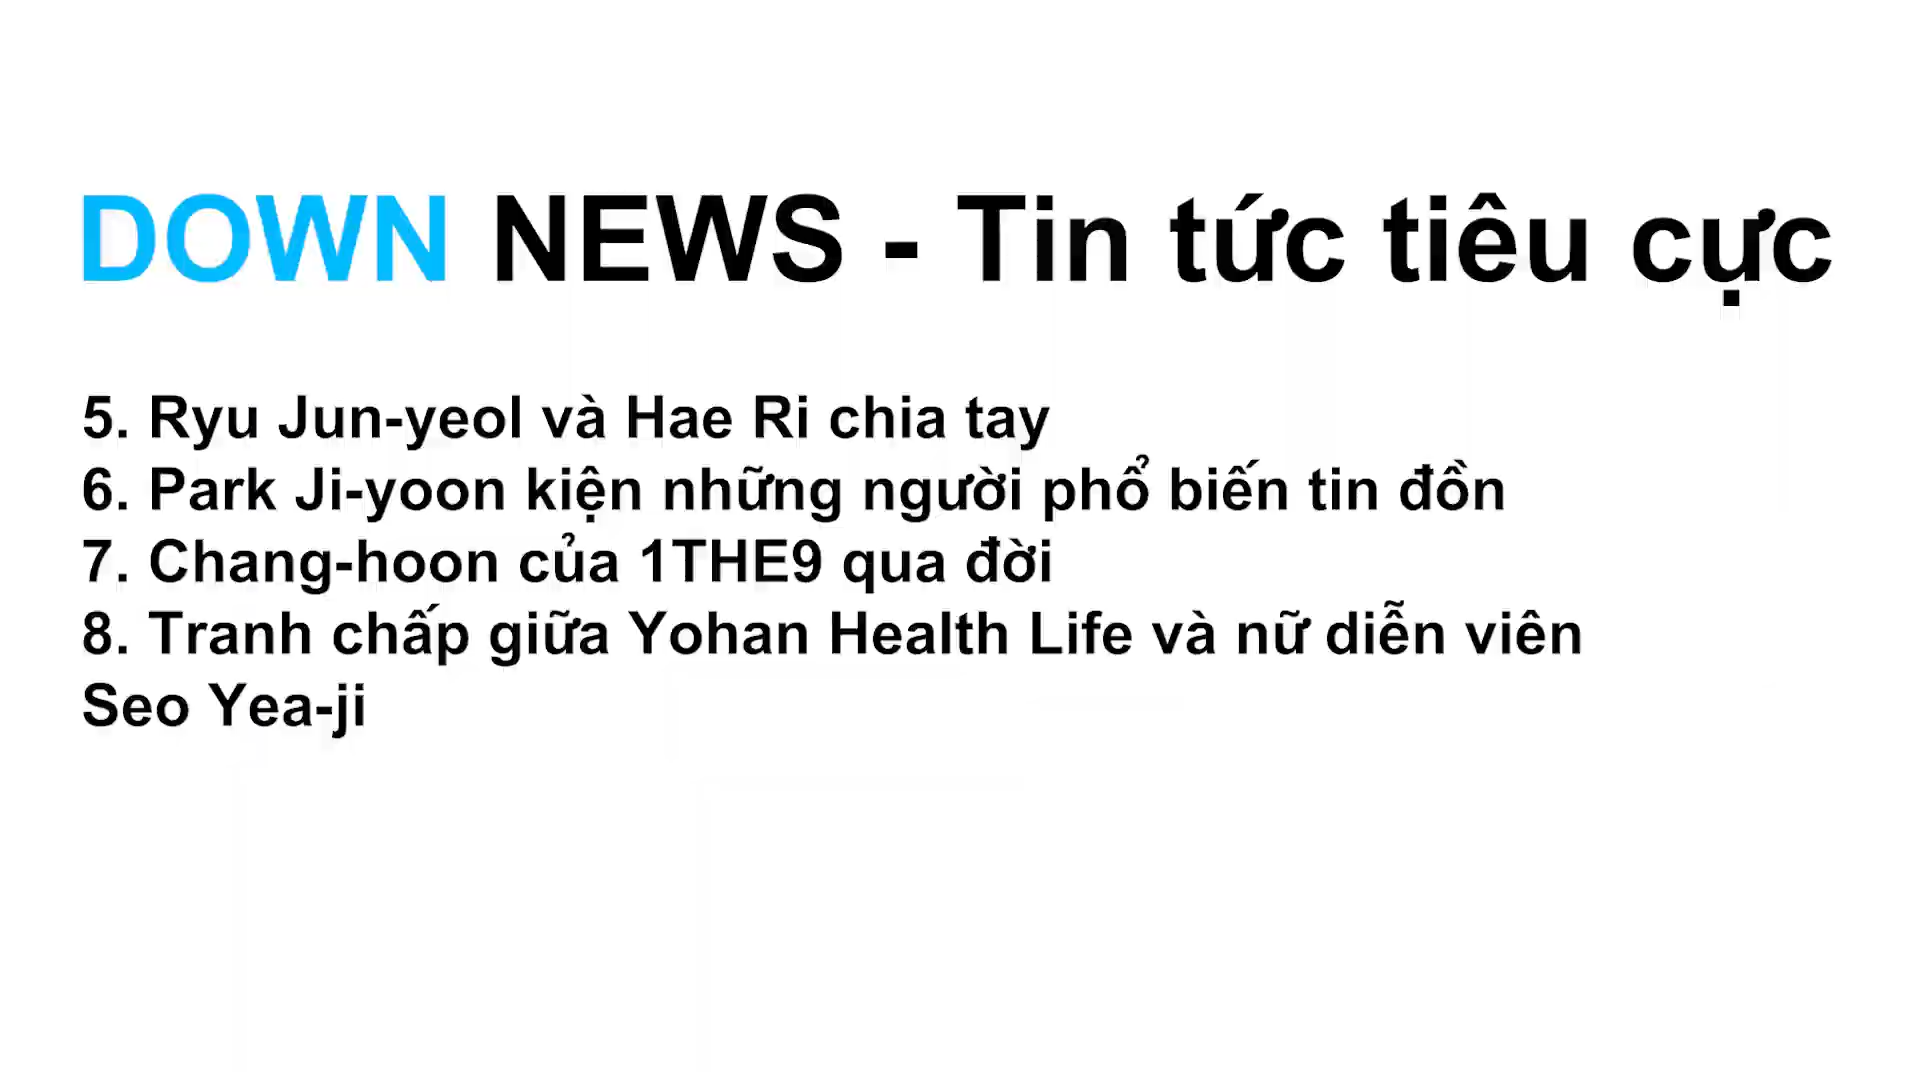 DOWN NEWS - Tin tức tiêu cực
5. Ryu Jun-yeol và Hae Ri chia tay
6. Park Ji-yoon kiện những người phổ biến tin đồn
7. Chang-hoon của 1THE9 qua đời
8. Tranh chấp giữa Yohan Health Life và nữ diễn viên
Seo Yea-ji